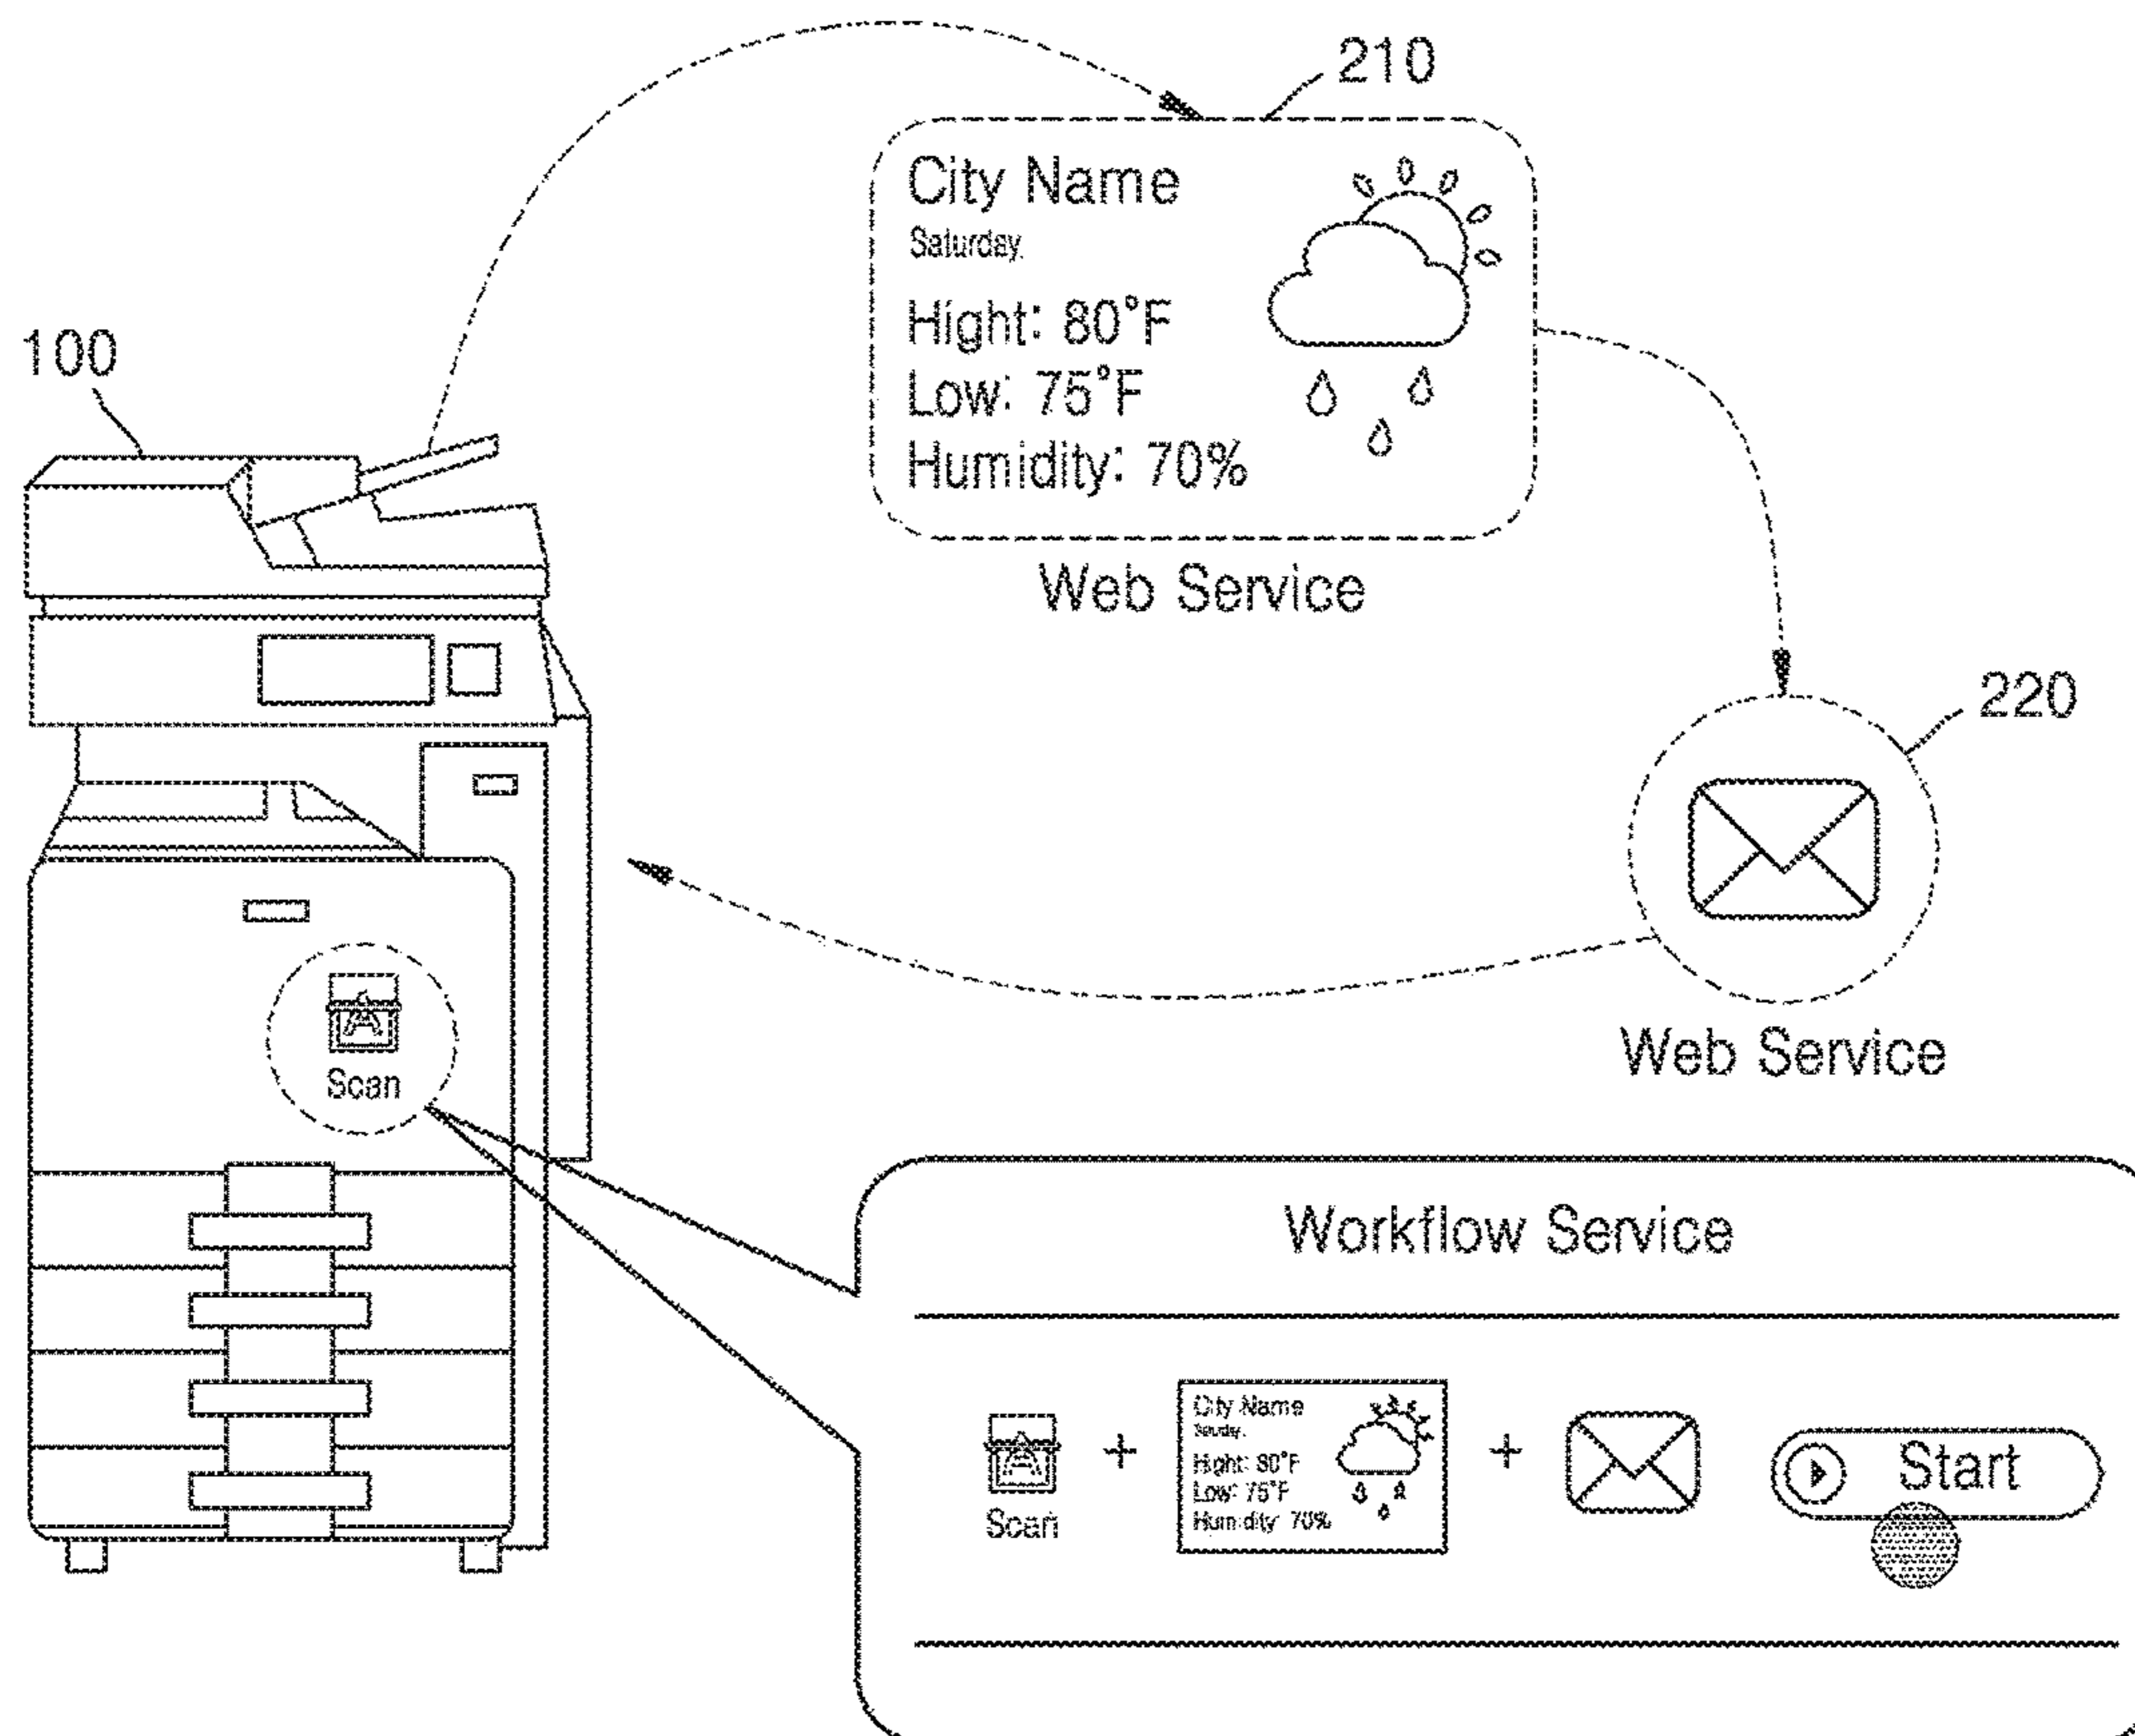 210
City Name
Saturday.
Hight: 80°F
Low: 75°F
Humidity: 70%
Web Service
100
220
Web Service
Scan
Workflow Service
Scan
+
City Name
Saturday.
Hight: 80°F
Low: 75°F
Humidity 70%
+
Start